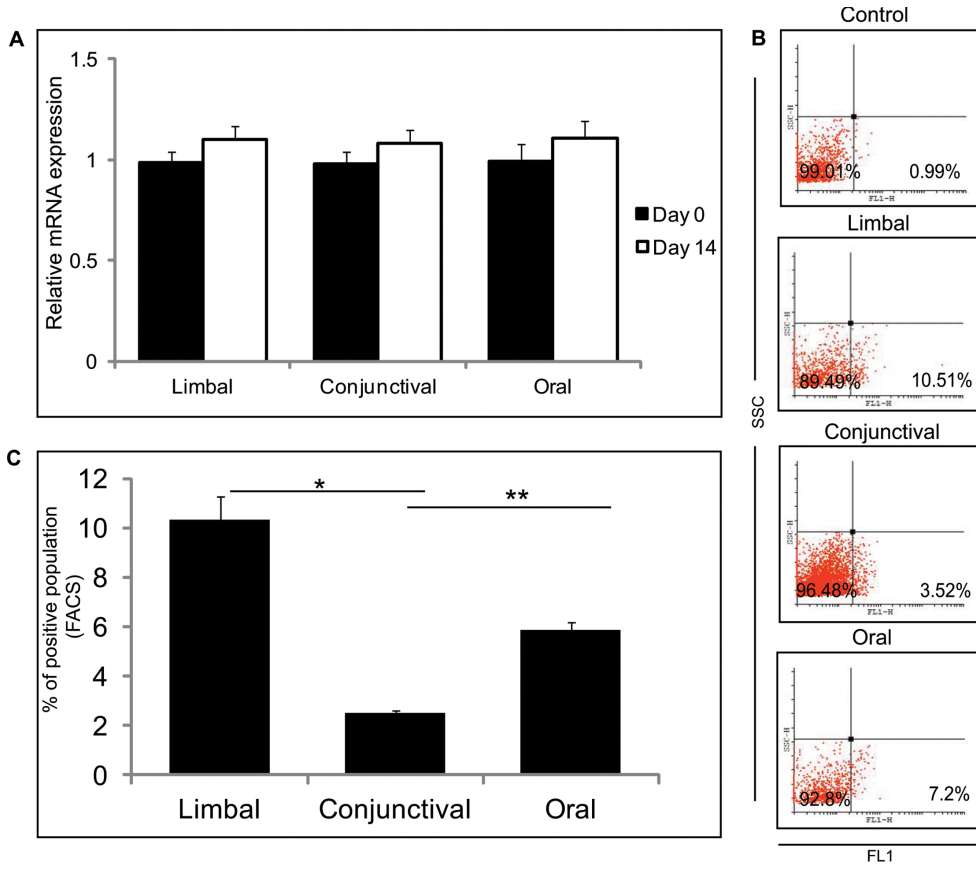 A
Relative mRNA expression
1.5
1
0.5
0
Limbal Conjunctival Oral
Day 0
Day 14
B
Control
SSC-H
99.01% 0.99%
FL1-H
Limbal
SSC-H
89.49% 10.51%
FL1-H
Conjunctival
SSC-H
96.48% 3.52%
FL1-H
Oral
SSC-H
92.8% 7.2%
FL1-H
SSC
FL1
C
% of positive population
(FACS)
12
10
8
6
4
2
0
* **
Limbal Conjunctival Oral